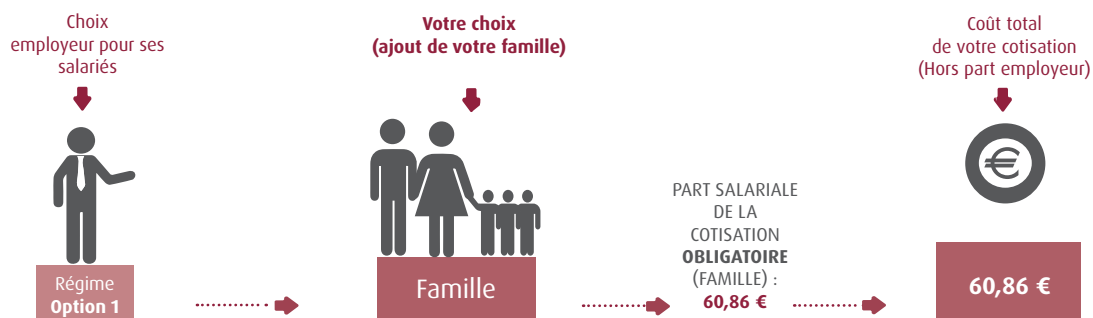 Choix
employeur pour ses
salariés
Votre choix
(ajout de votre famille)
Coût total
de votre cotisation
(Hors part employeur)
Régime
Option 1
Famille
PART SALARIALE
DE LA
COTISATION
OBLIGATOIRE
(FAMILLE) :
60,86 €
€
60,86 €